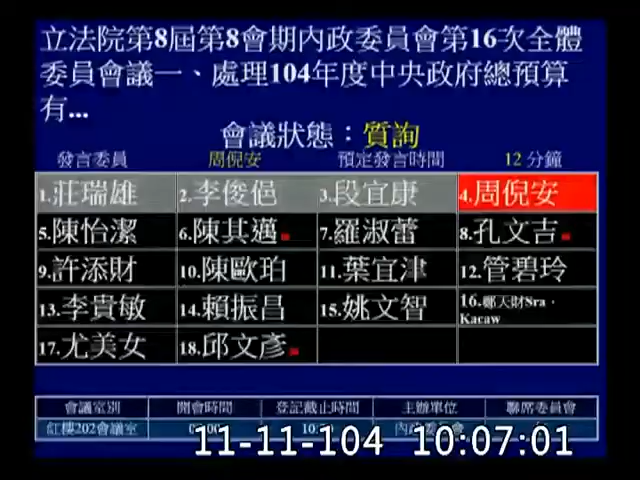 立法院第8屆第8會期內政委員會第16次全體
委員會議一、處理104年度中央政府總預算
有...
會議狀態：質詢
發言委員 周倪安 預定發言時間 12 分鐘
1.莊瑞雄 2.李俊俋 3.段宜康 4.周倪安
5.陳怡潔 6.陳其邁 7.羅淑蕾 8.孔文吉
9.許添財 10.陳歐珀 11.葉宜津 12.管碧玲
13.李貴敏 14.賴振昌 15.姚文智 16.鄭天財Sra．
Kacaw
17.尤美女 18.邱文彥
會議室別 開會時間 登記截止時間 主辦單位 聯席委員會
紅樓202會議室 內政委員會
11-11-104 10:07:01